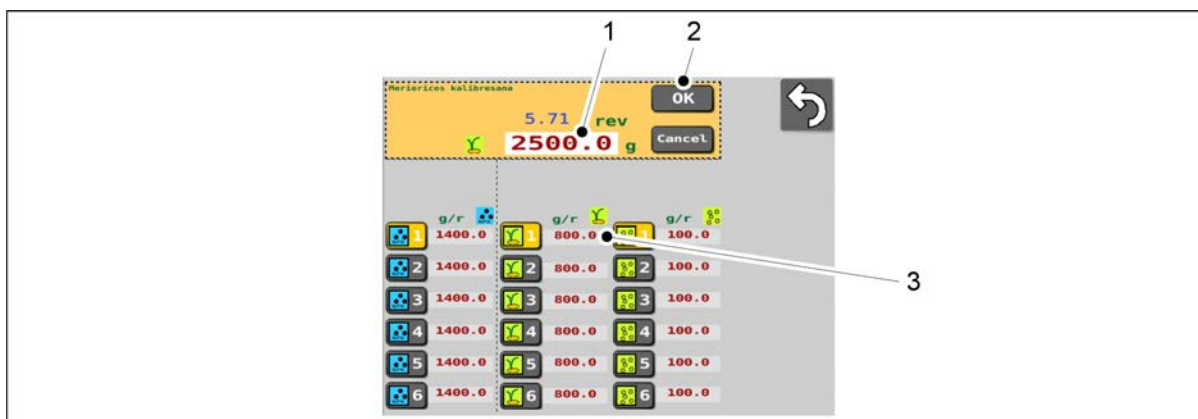 1 2
Merierices kalibresana
OK
5.71 rev
2500.0 g Cancel
g/r g/r g/r
1 1400.0 1 800.0 1 100.0
3
2 1400.0 2 800.0 2 100.0
3 1400.0 3 800.0 3 100.0
4 1400.0 4 800.0 4 100.0
5 1400.0 5 800.0 5 100.0
6 1400.0 6 800.0 6 100.0